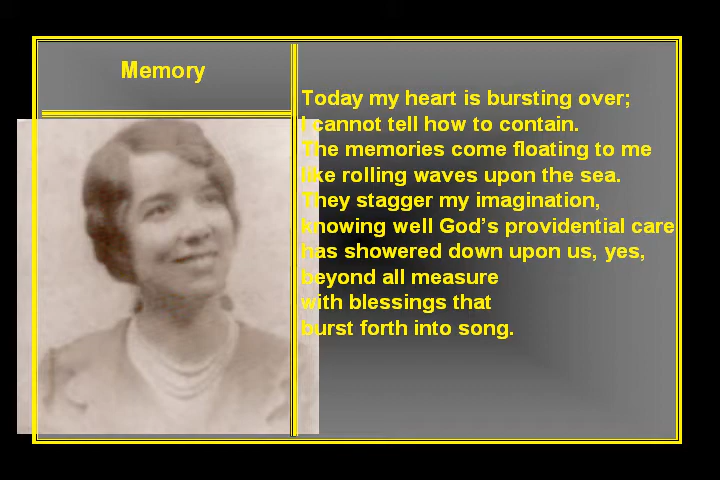 Memory
Today my heart is bursting over;
I cannot tell how to contain.
The memories come floating to me
like rolling waves upon the sea.
They stagger my imagination,
knowing well God’s providential care
has showered down upon us, yes,
beyond all measure
with blessings that
burst forth into song.